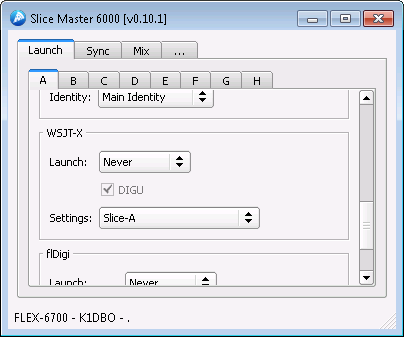 Slice Master 6000 [v0.10.1]
Launch Sync Mix ...
A B C D E F G H
Identity: Main Identity
WSJT-X
Launch: Never
DIGU
Settings: Slice-A
flDigi
Launch: Never
FLEX-6700 - K1DBO - .